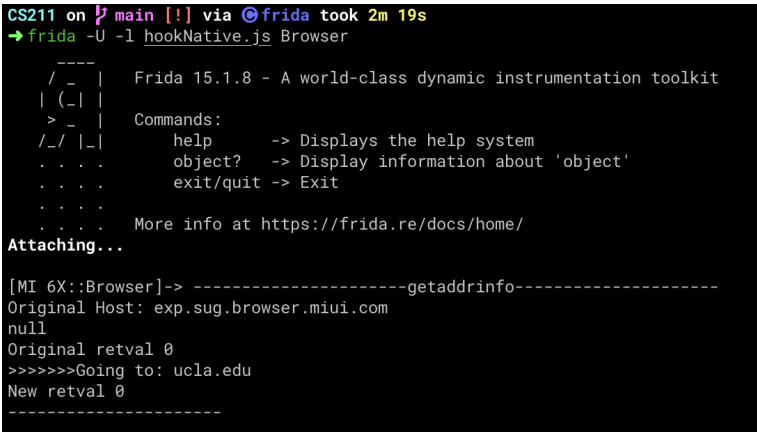 CS211 on main [!] via ©frida took 2m 19s
➜ frida -U -l hookNative.js Browser
     ____
    / _  |   Frida 15.1.8 - A world-class dynamic instrumentation toolkit
   | (_| |
    > _  |   Commands:
   /_/ |_|       help      -> Displays the help system
   . . . .       object?   -> Display information about 'object'
   . . . .       exit/quit -> Exit
   . . . .
   . . . .   More info at https://frida.re/docs/home/
Attaching...
[MI 6X::Browser]-> ----------------------getaddrinfo---------------------
Original Host: exp.sug.browser.miui.com
null
Original retval 0
>>>>>>>Going to: ucla.edu
New retval 0
----------------------